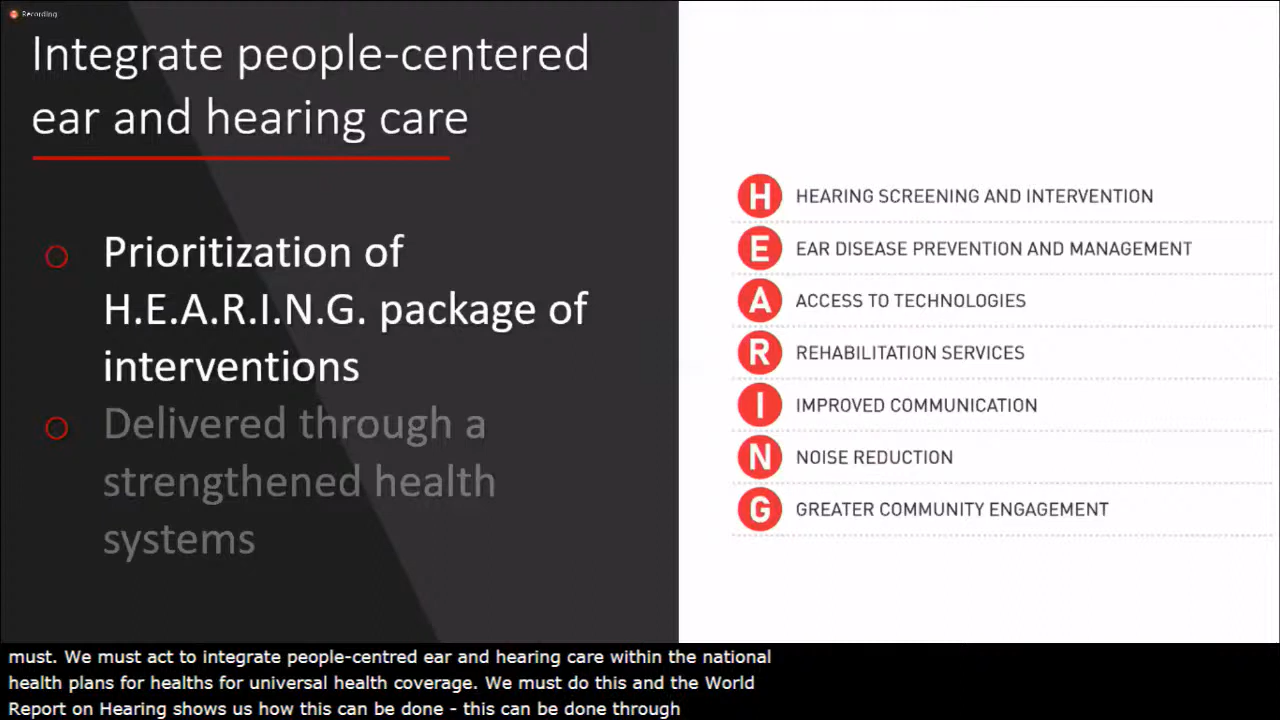 Recording
Integrate people-centered
ear and hearing care
Prioritization of
H.E.A.R.I.N.G. package of
interventions
Delivered through a
strengthened health
systems
H HEARING SCREENING AND INTERVENTION
E EAR DISEASE PREVENTION AND MANAGEMENT
A ACCESS TO TECHNOLOGIES
R REHABILITATION SERVICES
I IMPROVED COMMUNICATION
N NOISE REDUCTION
G GREATER COMMUNITY ENGAGEMENT
must. We must act to integrate people-centred ear and hearing care within the national
health plans for healths for universal health coverage. We must do this and the World
Report on Hearing shows us how this can be done - this can be done through